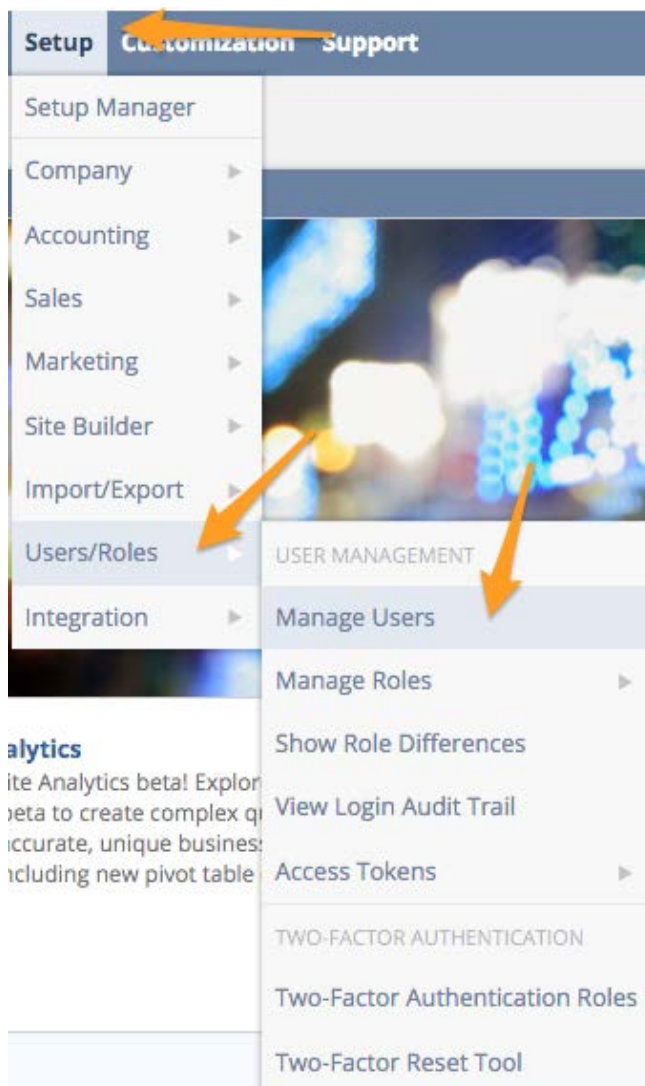 Setup Customization Support
Setup Manager
Company
Accounting
Sales
Marketing
Site Builder
Import/Export
Users/Roles
Integration
USER MANAGEMENT
Manage Users
Manage Roles
Show Role Differences
View Login Audit Trail
Access Tokens
TWO-FACTOR AUTHENTICATION
Two-Factor Authentication Roles
Two-Factor Reset Tool
alytics
ite Analytics beta! Explor
beta to create complex q
accurate, unique busines
ncluding new pivot table